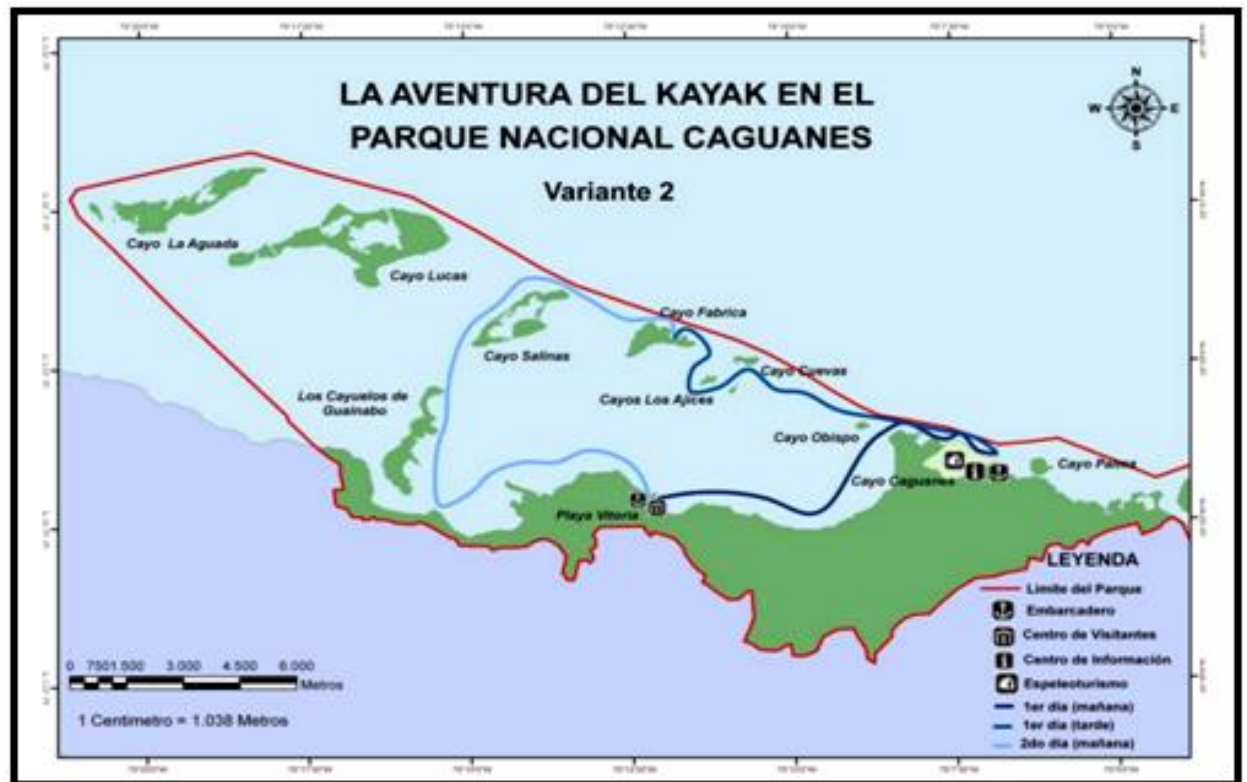 LA AVENTURA DEL KAYAK EN EL
PARQUE NACIONAL CAGUANES
Variante 2
N
W
E
S
Cayo La Aguada
Cayo Lucas
Cayo Fabrica
Cayo Salinas
Cayo Cuevas
Los Cayuelos de
Guainabo
Cayos Los Ajices
Cayo Obispo
Cayo Caguanes
Cayo Palma
Playa Vitoria
LEYENDA
Limite del Parque
Embarcadero
Centro de Visitantes
Centro de Información
Espeleoturismo
1er dia (mañana)
1er dia (tarde)
2do dia (mañana)
0 7501.500 3.000 4.500 6.000
Metros
1 Centimetro = 1.038 Metros